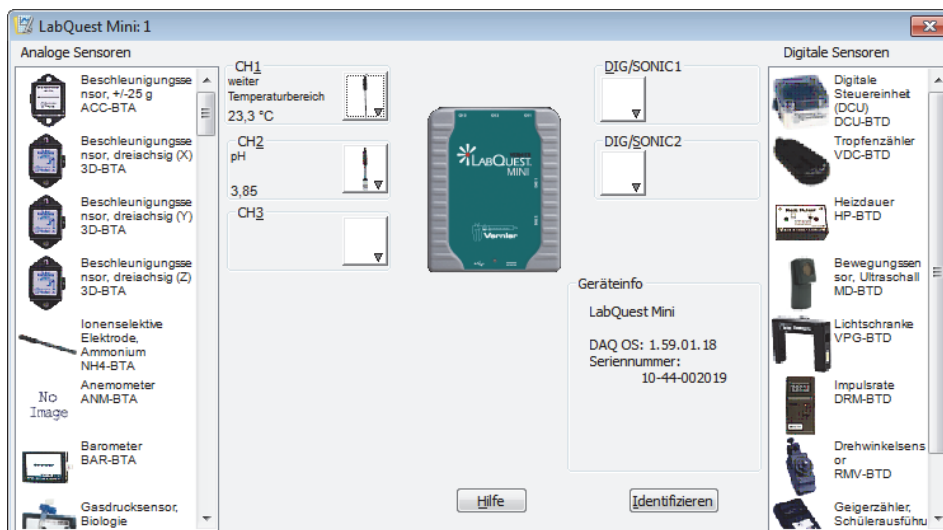 LabQuest Mini: 1
Analoge Sensoren
Beschleunigungsse
nsor, +/-25 g
ACC-BTA
Beschleunigungsse
nsor, dreiachsig (X)
3D-BTA
Beschleunigungsse
nsor, dreiachsig (Y)
3D-BTA
Beschleunigungsse
nsor, dreiachsig (Z)
3D-BTA
Ionenselektive
Elektrode,
Ammonium
NH4-BTA
No
Image
Anemometer
ANM-BTA
Barometer
BAR-BTA
Gasdrucksensor,
Biologie
CH1
weiter
Temperaturbereich
23,3 °C
CH2
pH
3,85
CH3
LABQUEST
MINI
Vernier
DIG/SONIC1
DIG/SONIC2
Geräteinfo
LabQuest Mini
DAQ OS: 1.59.01.18
Seriennummer:
10-44-002019
Hilfe
Identifizieren
Digitale Sensoren
Digitale
Steuereinheit
(DCU)
DCU-BTD
Tropfenzähler
VDC-BTD
Heizdauer
HP-BTD
Bewegungssen
sor, Ultraschall
MD-BTD
Lichtschranke
VPG-BTD
Impulsrate
DRM-BTD
Drehwinkelsens
or
RMV-BTD
Geigerzähler,
Schülerausführu